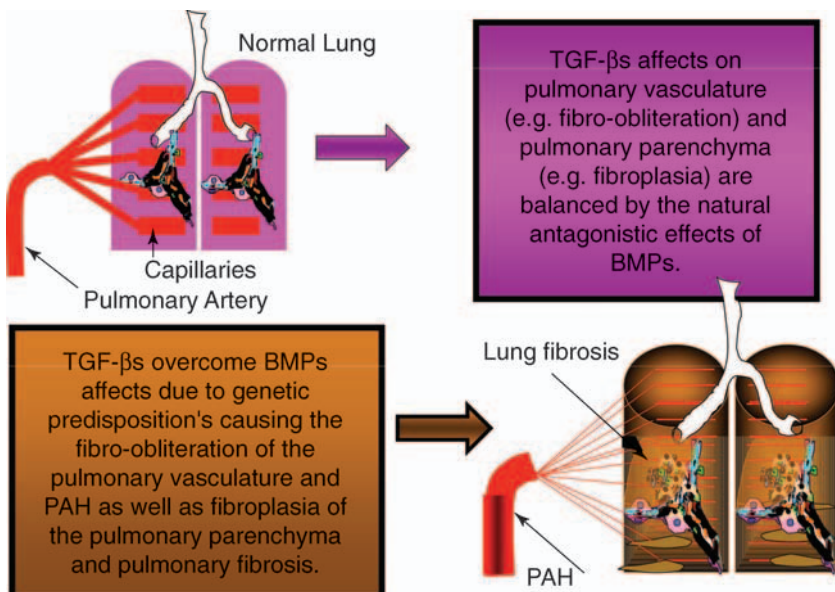 Normal Lung
Capillaries
Pulmonary Artery
TGF-βs affects on
pulmonary vasculature
(e.g. fibro-obliteration) and
pulmonary parenchyma
(e.g. fibroplasia) are
balanced by the natural
antagonistic effects of
BMPs.
TGF-βs overcome BMPs
affects due to genetic
predisposition's causing the
fibro-obliteration of the
pulmonary vasculature and
PAH as well as fibroplasia of
the pulmonary parenchyma
and pulmonary fibrosis.
Lung fibrosis
PAH